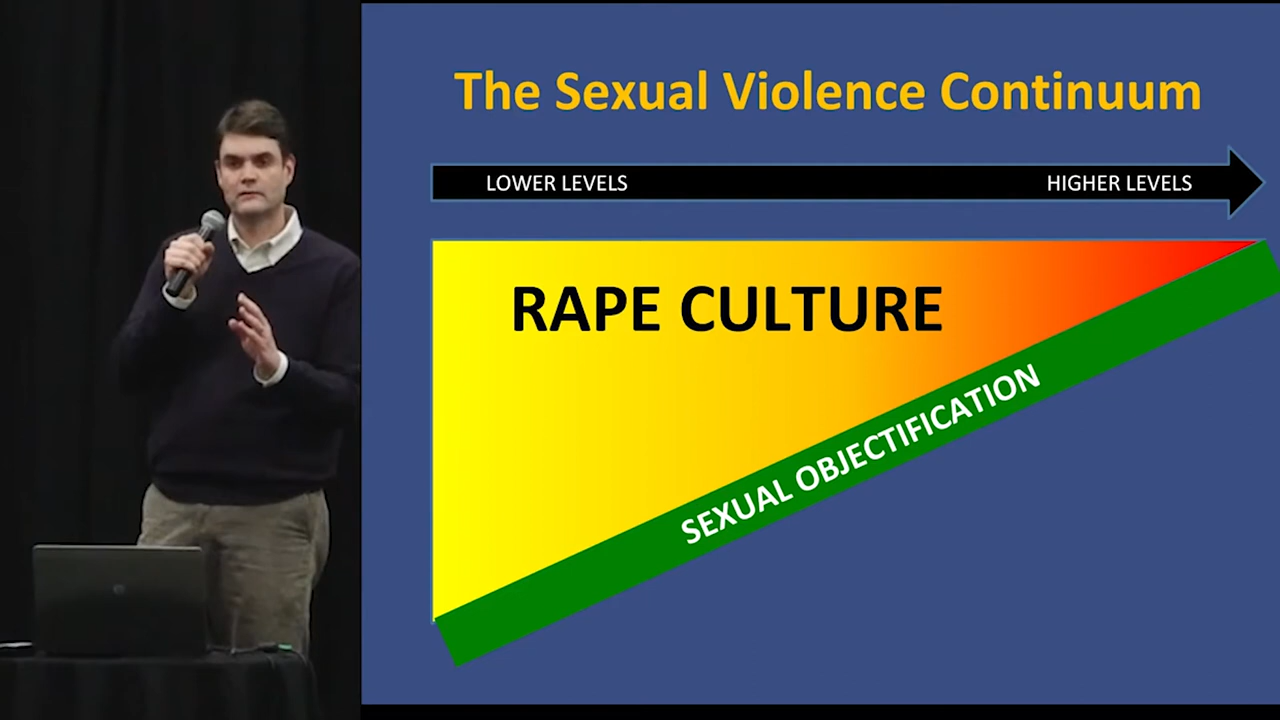 The Sexual Violence Continuum
LOWER LEVELS
HIGHER LEVELS
RAPE CULTURE
SEXUAL OBJECTIFICATION